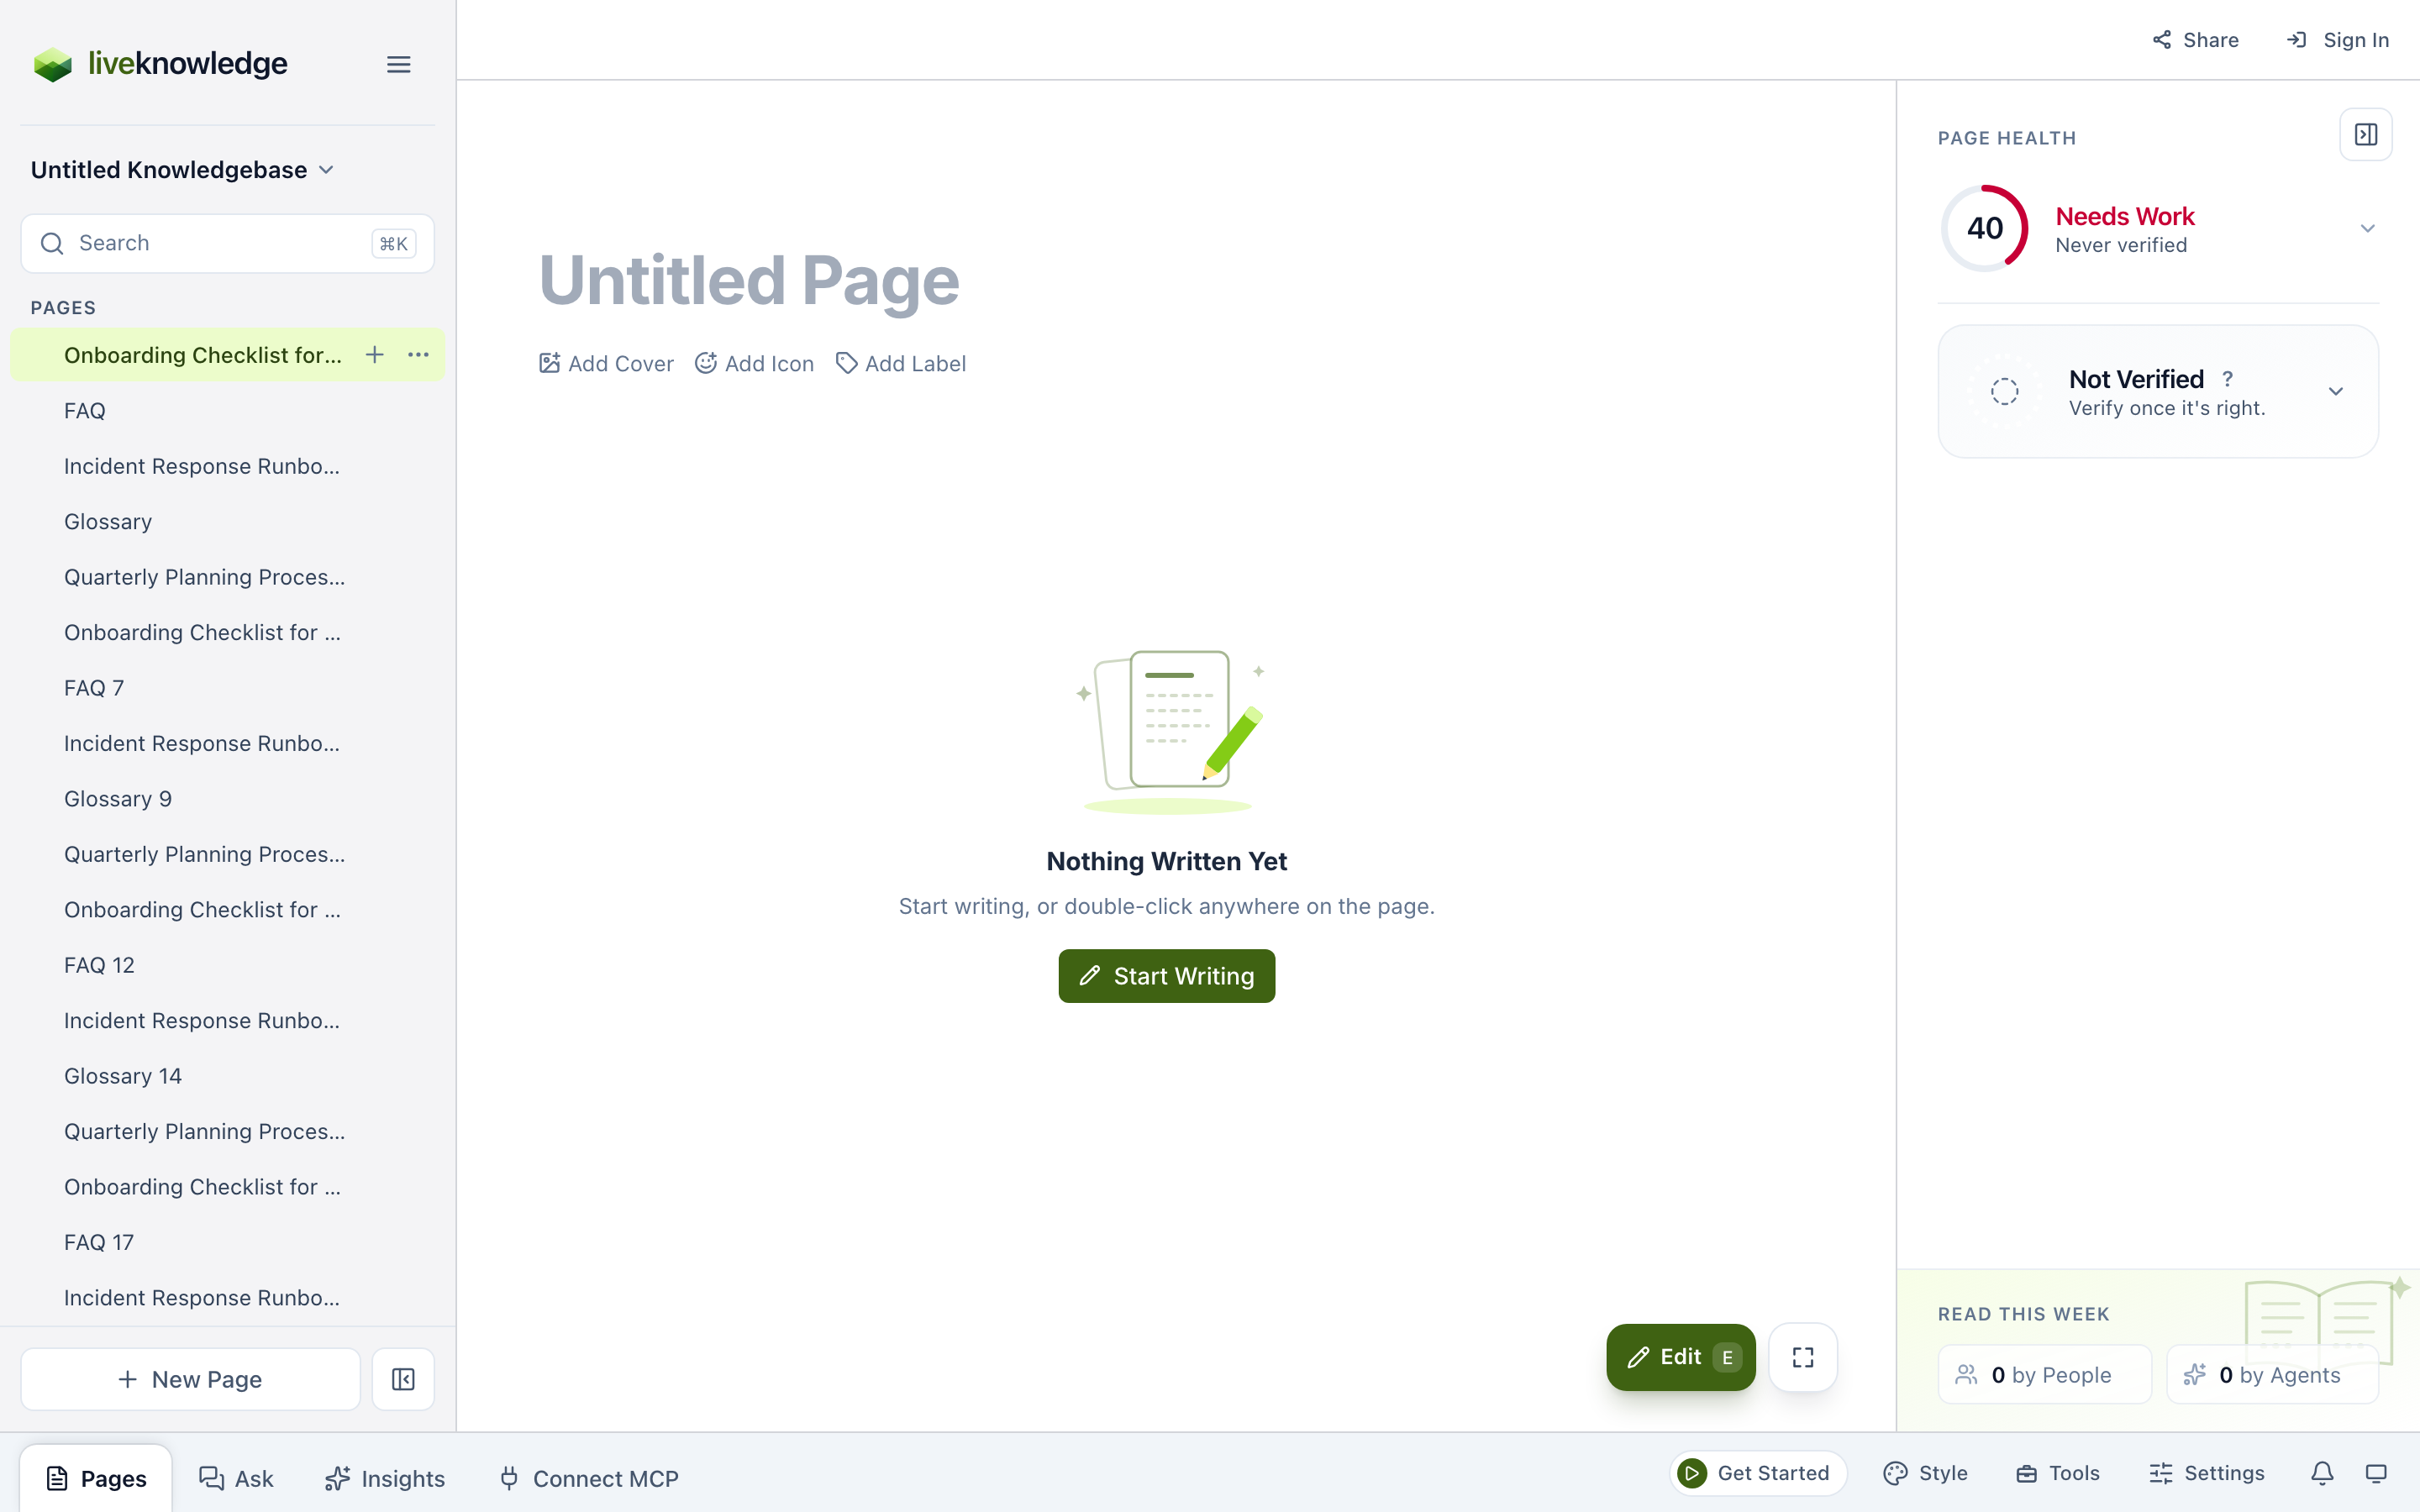 liveknowledge
Share
Sign In
Untitled Knowledgebase
Search
⌘K
PAGES
Onboarding Checklist for...
FAQ
Incident Response Runbo...
Glossary
Quarterly Planning Proces...
Onboarding Checklist for ...
FAQ 7
Incident Response Runbo...
Glossary 9
Quarterly Planning Proces...
Onboarding Checklist for ...
FAQ 12
Incident Response Runbo...
Glossary 14
Quarterly Planning Proces...
Onboarding Checklist for ...
FAQ 17
Incident Response Runbo...
New Page
Untitled Page
Add Cover Add Icon Add Label
Nothing Written Yet
Start writing, or double-click anywhere on the page.
Start Writing
Edit E
PAGE HEALTH
40
Needs Work
Never verified
Not Verified ?
Verify once it's right.
READ THIS WEEK
0 by People
0 by Agents
Pages Ask Insights Connect MCP
Get Started Style Tools Settings